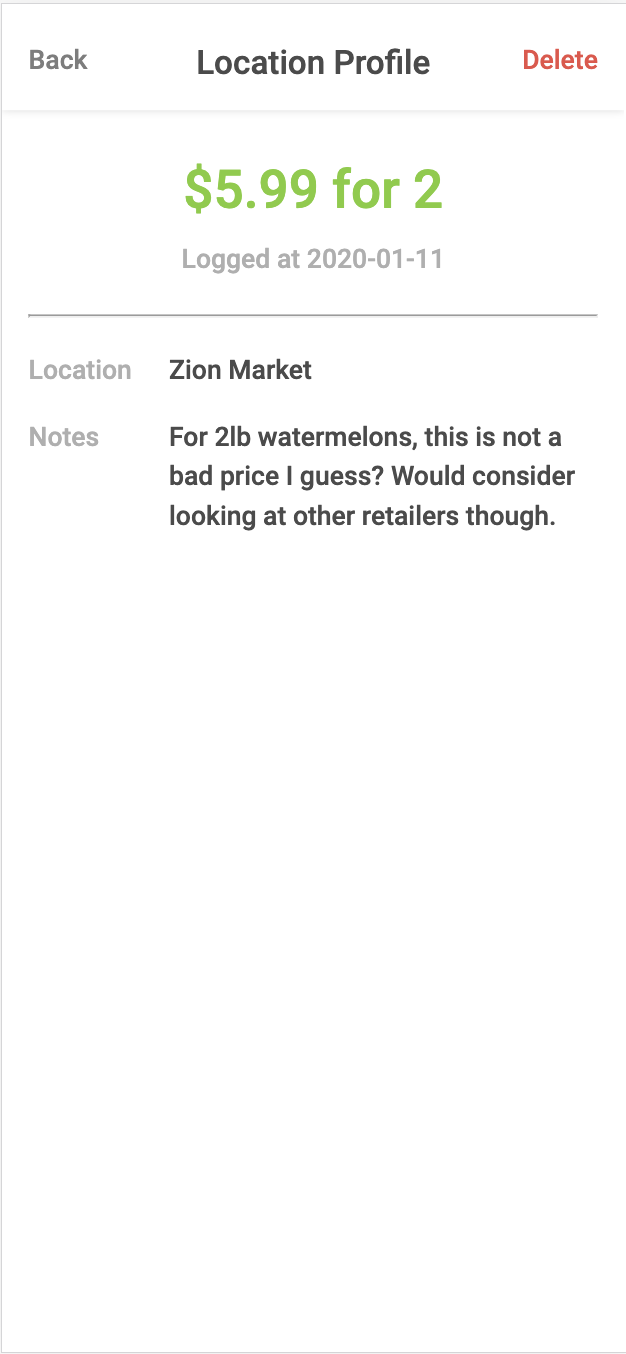 Back
Location Profile
Delete
$5.99 for 2
Logged at 2020-01-11
Location
Zion Market
Notes
For 2lb watermelons, this is not a
bad price I guess? Would consider
looking at other retailers though.